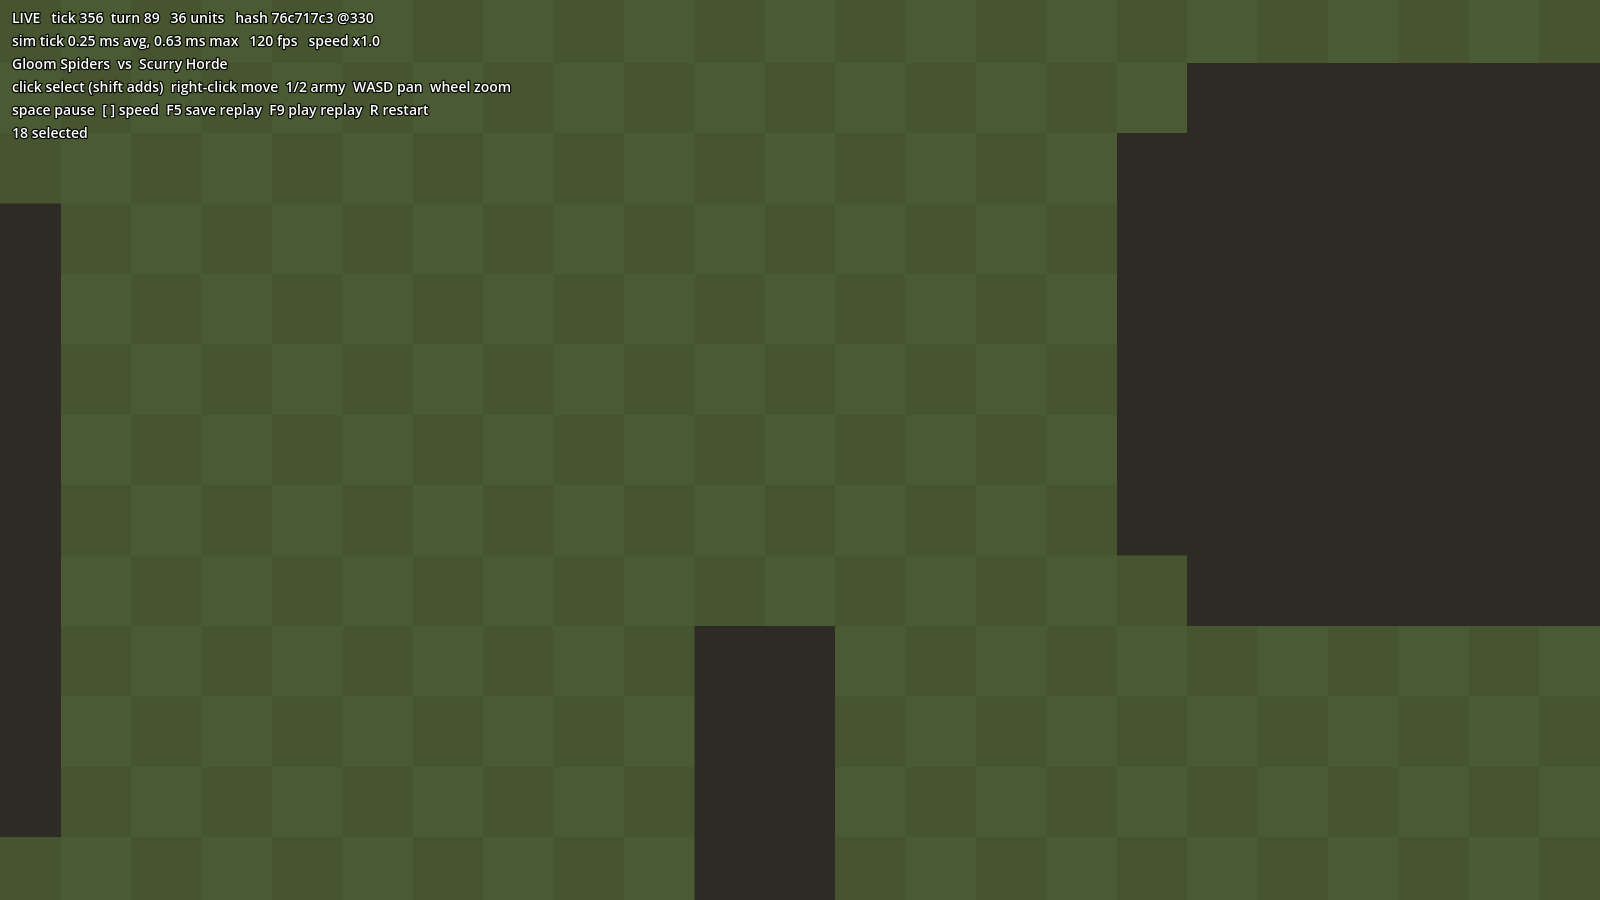 LIVE   tick 356  turn 89   36 units   hash 76c717c3 @330
sim tick 0.25 ms avg, 0.63 ms max   120 fps   speed x1.0
Gloom Spiders  vs  Scurry Horde
click select (shift adds)  right-click move  1/2 army  WASD pan  wheel zoom
space pause  [ ] speed  F5 save replay  F9 play replay  R restart
18 selected